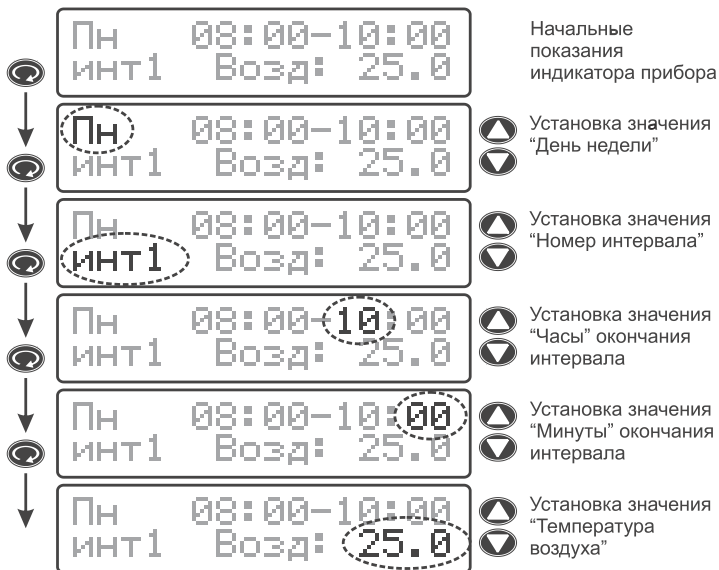 Пн 08:00-10:00
инт1 Возд: 25.0
Начальные
показания
индикатора прибора
Пн 08:00-10:00
инт1 Возд: 25.0
Установка значения
“День недели”
Пн 08:00-10:00
инт1 Возд: 25.0
Установка значения
“Номер интервала”
Пн 08:00-10:00
инт1 Возд: 25.0
Установка значения
“Часы” окончания
интервала
Пн 08:00-10:00
инт1 Возд: 25.0
Установка значения
“Минуты” окончания
интервала
Пн 08:00-10:00
инт1 Возд: 25.0
Установка значения
“Температура
воздуха”